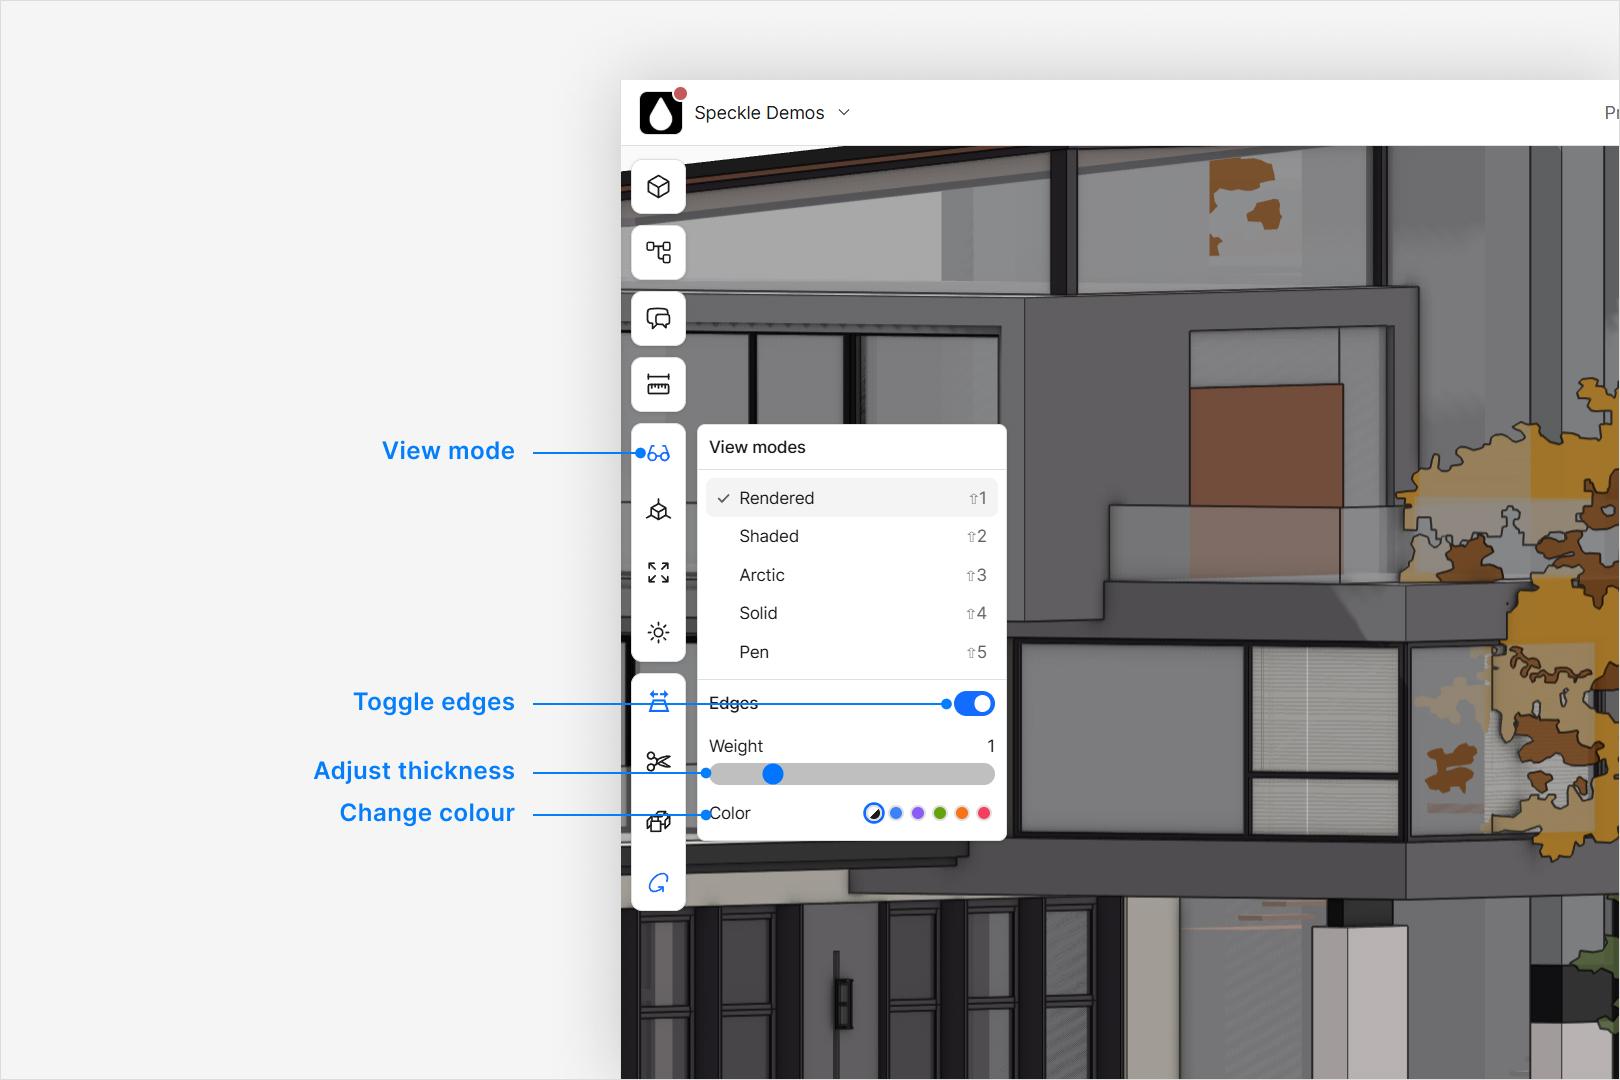 Speckle Demos
View mode
View modes
Rendered ⇧1
Shaded ⇧2
Arctic ⇧3
Solid ⇧4
Pen ⇧5
Toggle edges
Edges
Weight 1
Adjust thickness
Change colour
Color